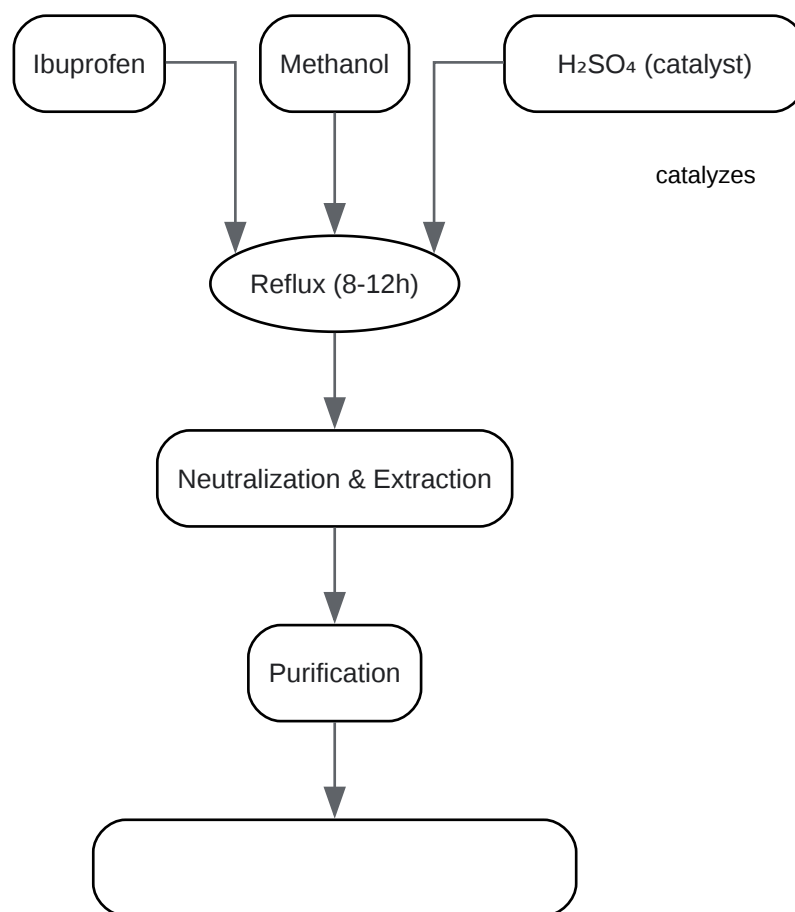 Ibuprofen
Methanol
H₂SO₄ (catalyst)
catalyzes
Reflux (8-12h)
Neutralization & Extraction
Purification